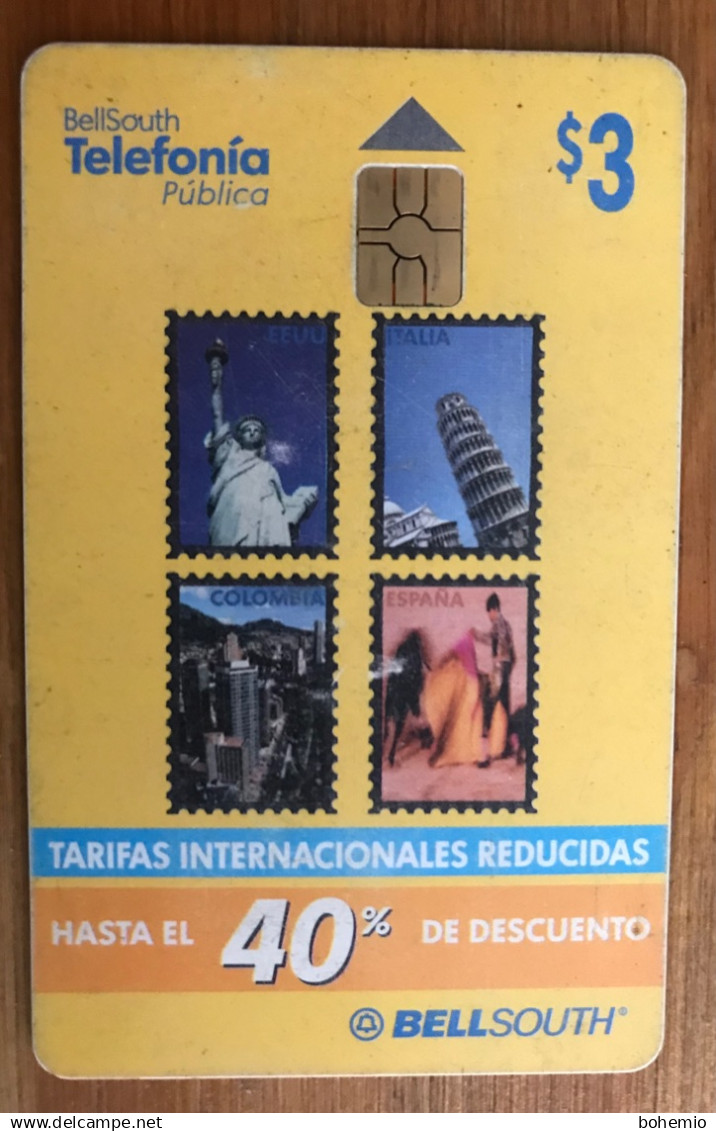 BellSouth
Telefonía
Pública
$3
EEUU
ITALIA
COLOMBIA
ESPAÑA
TARIFAS INTERNACIONALES REDUCIDAS
HASTA EL 40% DE DESCUENTO
BELLSOUTH®
delcampe.net
bohemio